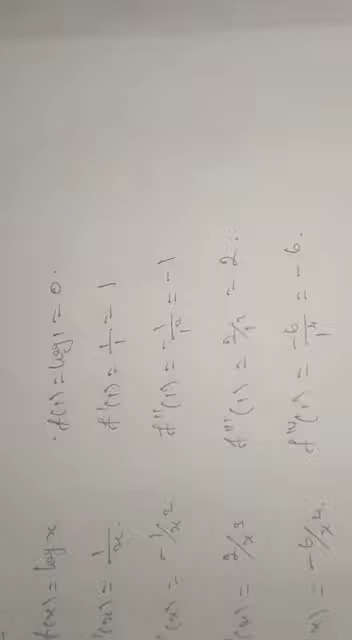 f(x) = log x f(1) = log 1 = 0.
'(x) = 1/x. f'(1) = 1/1 = 1
'(x) = -1/x². f''(1) = -1/1² = -1
(x) = 2/x³ f'''(1) = 2/1³ = 2.
x) = -6/x⁴. f^iv(1) = -6/1⁴ = -6.